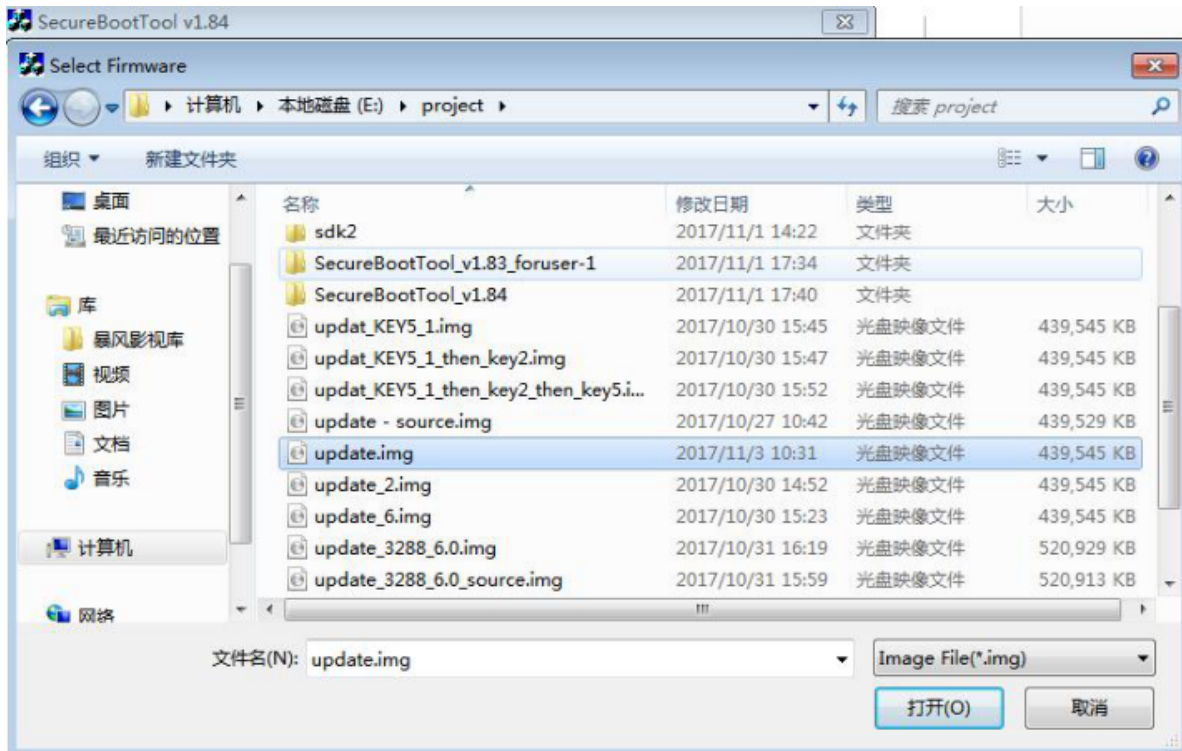 SecureBootTool v1.84
Select Firmware
计算机 本地磁盘 (E:) project
搜索 project
组织 新建文件夹
桌面
最近访问的位置
库
暴风影视库
视频
图片
文档
音乐
计算机
网络
名称 修改日期 类型 大小
sdk2 2017/11/1 14:22 文件夹
SecureBootTool_v1.83_foruser-1 2017/11/1 17:34 文件夹
SecureBootTool_v1.84 2017/11/1 17:40 文件夹
updat_KEY5_1.img 2017/10/30 15:45 光盘映像文件 439,545 KB
updat_KEY5_1_then_key2.img 2017/10/30 15:47 光盘映像文件 439,545 KB
updat_KEY5_1_then_key2_then_key5.i... 2017/10/30 15:52 光盘映像文件 439,545 KB
update - source.img 2017/10/27 10:42 光盘映像文件 439,529 KB
update.img 2017/11/3 10:31 光盘映像文件 439,545 KB
update_2.img 2017/10/30 14:52 光盘映像文件 439,545 KB
update_6.img 2017/10/30 15:23 光盘映像文件 439,545 KB
update_3288_6.0.img 2017/10/31 16:19 光盘映像文件 520,929 KB
update_3288_6.0_source.img 2017/10/31 15:59 光盘映像文件 520,913 KB
文件名(N): update.img
Image File(*.img)
打开(O) 取消